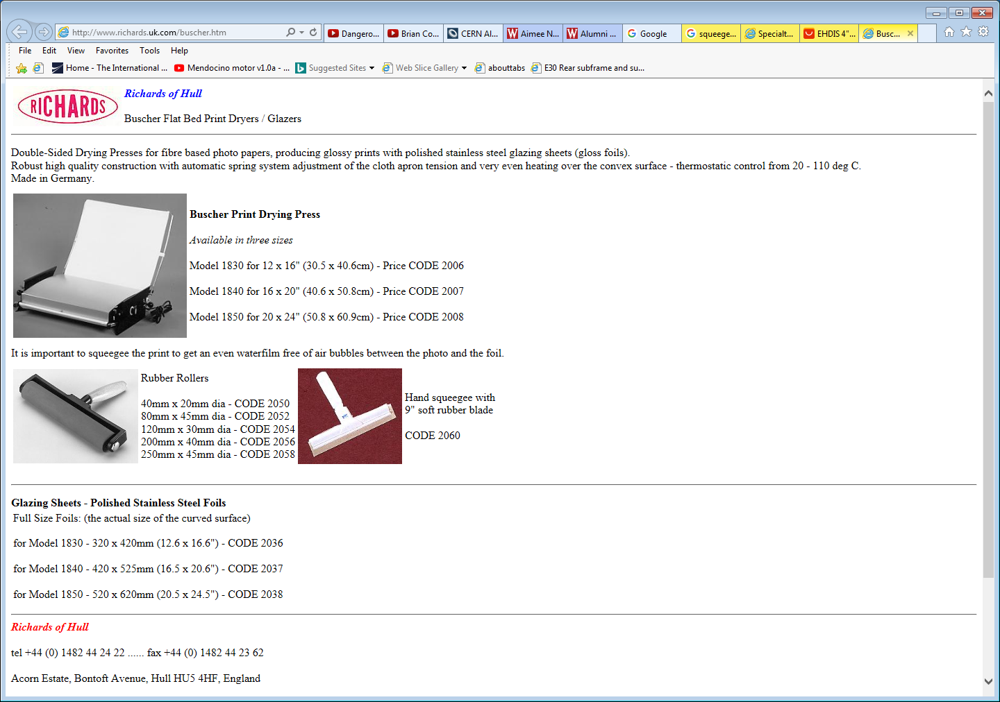 http://www.richards.uk.com/buscher.htm
Dangero...
Brian Co...
CERN Al...
Aimee N...
Alumni ...
Google
squeege...
Specialt...
EHDIS 4"...
Busc...
File Edit View Favorites Tools Help
Home - The International ...
Mendocino motor v1.0a - ...
Suggested Sites
Web Slice Gallery
abouttabs
E30 Rear subframe and su...
RICHARDS
Richards of Hull
Buscher Flat Bed Print Dryers / Glazers
Double-Sided Drying Presses for fibre based photo papers, producing glossy prints with polished stainless steel glazing sheets (gloss foils).
Robust high quality construction with automatic spring system adjustment of the cloth apron tension and very even heating over the convex surface - thermostatic control from 20 - 110 deg C.
Made in Germany.
Buscher Print Drying Press
Available in three sizes
Model 1830 for 12 x 16" (30.5 x 40.6cm) - Price CODE 2006
Model 1840 for 16 x 20" (40.6 x 50.8cm) - Price CODE 2007
Model 1850 for 20 x 24" (50.8 x 60.9cm) - Price CODE 2008
It is important to squeegee the print to get an even waterfilm free of air bubbles between the photo and the foil.
Rubber Rollers
40mm x 20mm dia - CODE 2050
80mm x 45mm dia - CODE 2052
120mm x 30mm dia - CODE 2054
200mm x 40mm dia - CODE 2056
250mm x 45mm dia - CODE 2058
Hand squeegee with
9" soft rubber blade
CODE 2060
Glazing Sheets - Polished Stainless Steel Foils
Full Size Foils: (the actual size of the curved surface)
for Model 1830 - 320 x 420mm (12.6 x 16.6") - CODE 2036
for Model 1840 - 420 x 525mm (16.5 x 20.6") - CODE 2037
for Model 1850 - 520 x 620mm (20.5 x 24.5") - CODE 2038
Richards of Hull
tel +44 (0) 1482 44 24 22 ...... fax +44 (0) 1482 44 23 62
Acorn Estate, Bontoft Avenue, Hull HU5 4HF, England